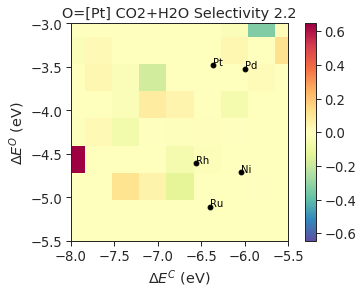 O=[Pt] CO2+H2O Selectivity 2.2
−3.0
−3.5
−4.0
−4.5
−5.0
−5.5
ΔE^O (eV)
Pt
Pd
Rh
Ni
Ru
−8.0 −7.5 −7.0 −6.5 −6.0 −5.5
ΔE^C (eV)
0.6
0.4
0.2
0.0
−0.2
−0.4
−0.6